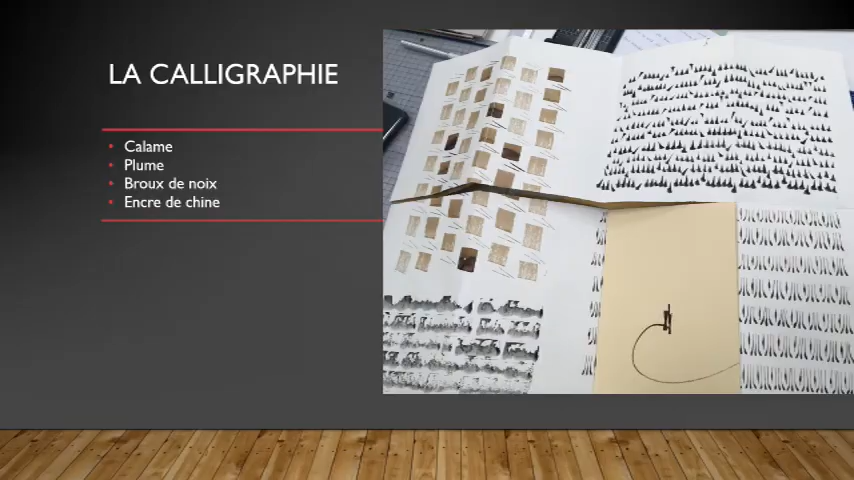 LA CALLIGRAPHIE
Calame
Plume
Broux de noix
Encre de chine